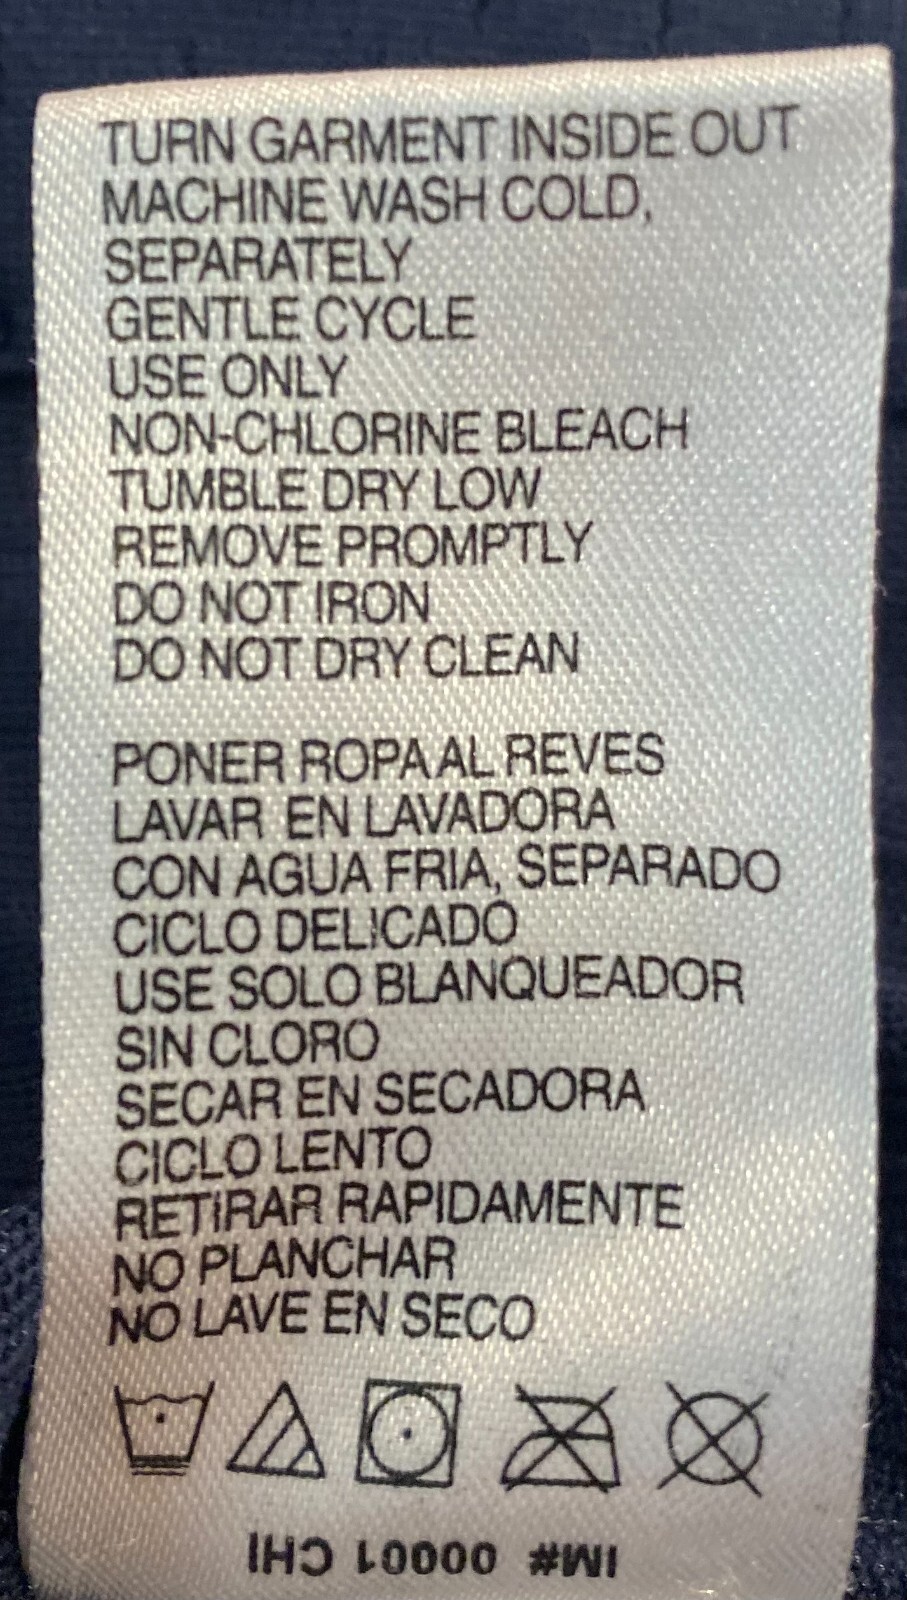 TURN GARMENT INSIDE OUT
MACHINE WASH COLD,
SEPARATELY
GENTLE CYCLE
USE ONLY
NON-CHLORINE BLEACH
TUMBLE DRY LOW
REMOVE PROMPTLY
DO NOT IRON
DO NOT DRY CLEAN
PONER ROPA AL REVES
LAVAR EN LAVADORA
CON AGUA FRIA, SEPARADO
CICLO DELICADO
USE SOLO BLANQUEADOR
SIN CLORO
SECAR EN SECADORA
CICLO LENTO
RETIRAR RAPIDAMENTE
NO PLANCHAR
NO LAVE EN SECO
IM# 00001 CHI